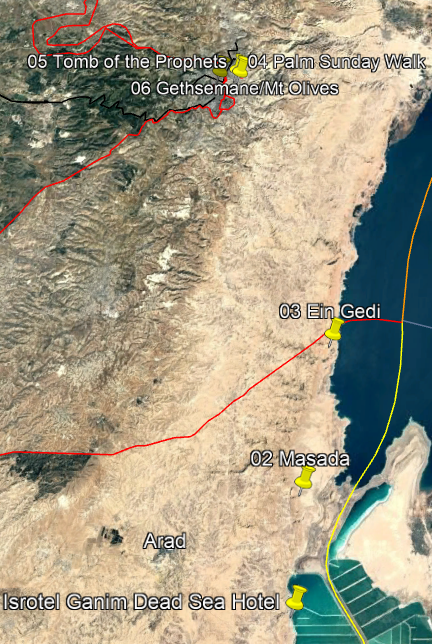 05 Tomb of the Prophets
04 Palm Sunday Walk
06 Gethsemane/Mt Olives
03 Ein Gedi
02 Masada
Arad
Isrotel Ganim Dead Sea Hotel